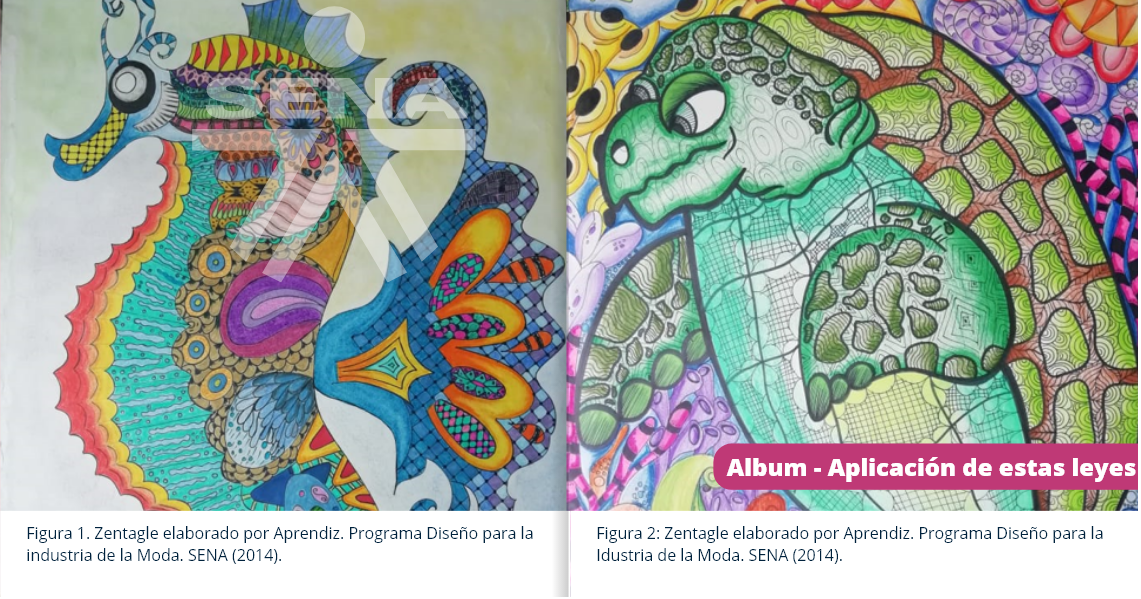 SENA
Album - Aplicación de estas leyes
Figura 1. Zentagle elaborado por Aprendiz. Programa Diseño para la
industria de la Moda. SENA (2014).
Figura 2: Zentagle elaborado por Aprendiz. Programa Diseño para la
Idustria de la Moda. SENA (2014).